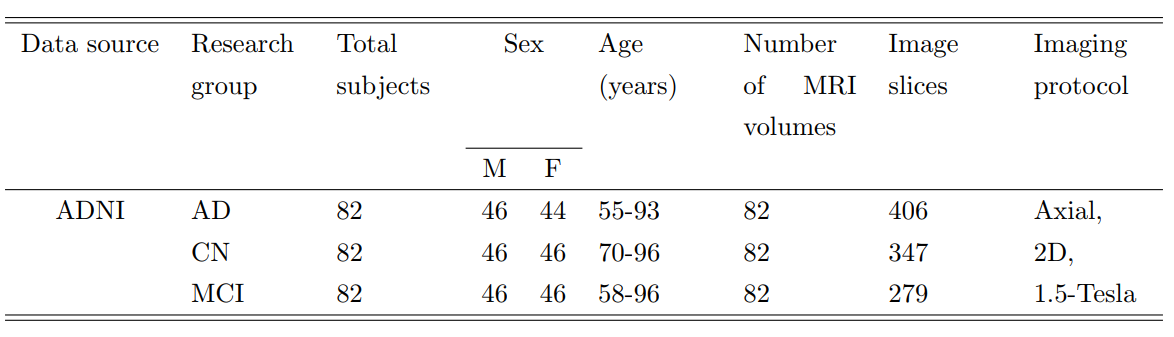 Data source Research Total Sex Age Number Image Imaging
group subjects (years) of MRI slices protocol
volumes
M F
ADNI AD 82 46 44 55-93 82 406 Axial,
CN 82 46 46 70-96 82 347 2D,
MCI 82 46 46 58-96 82 279 1.5-Tesla